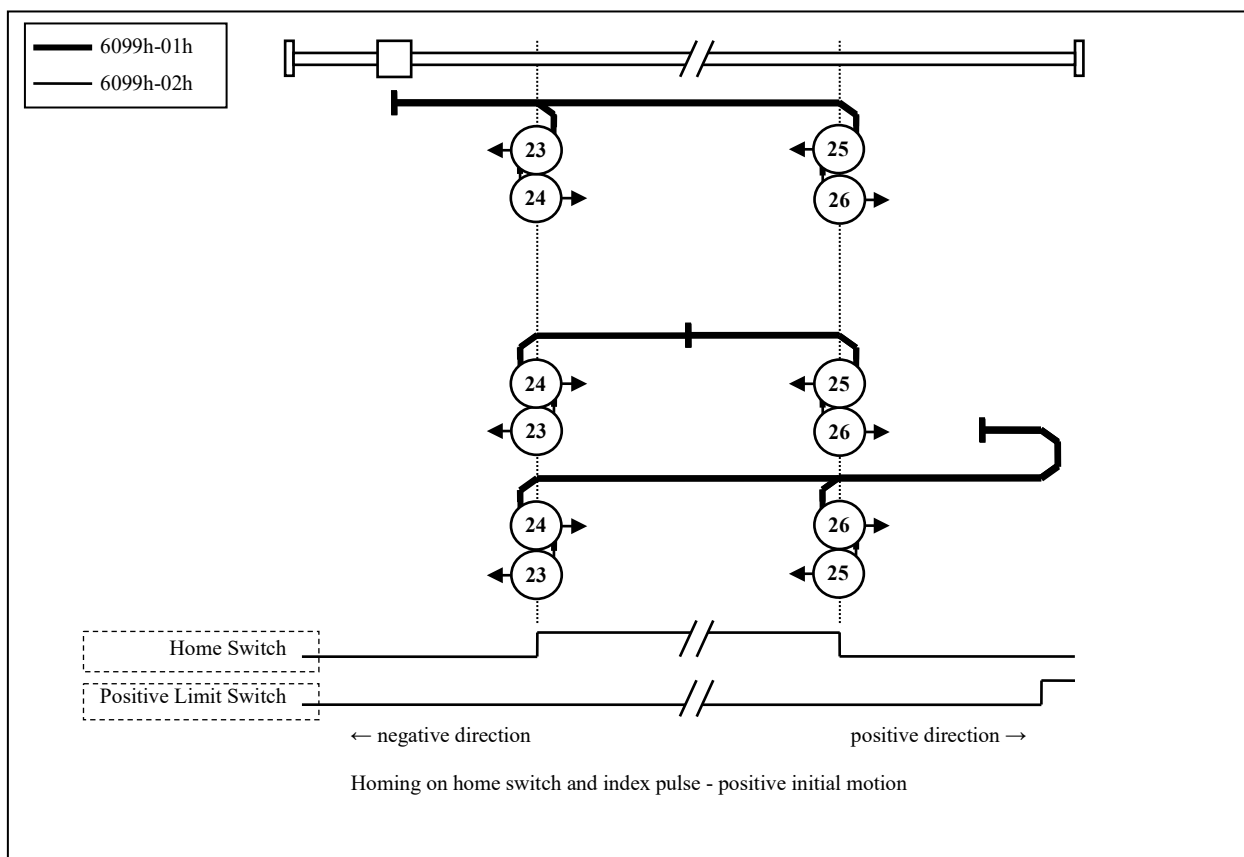 6099h-01h
6099h-02h
23
25
24
26
24
25
23
26
24
26
23
25
Home Switch
Positive Limit Switch
← negative direction
positive direction →
Homing on home switch and index pulse - positive initial motion